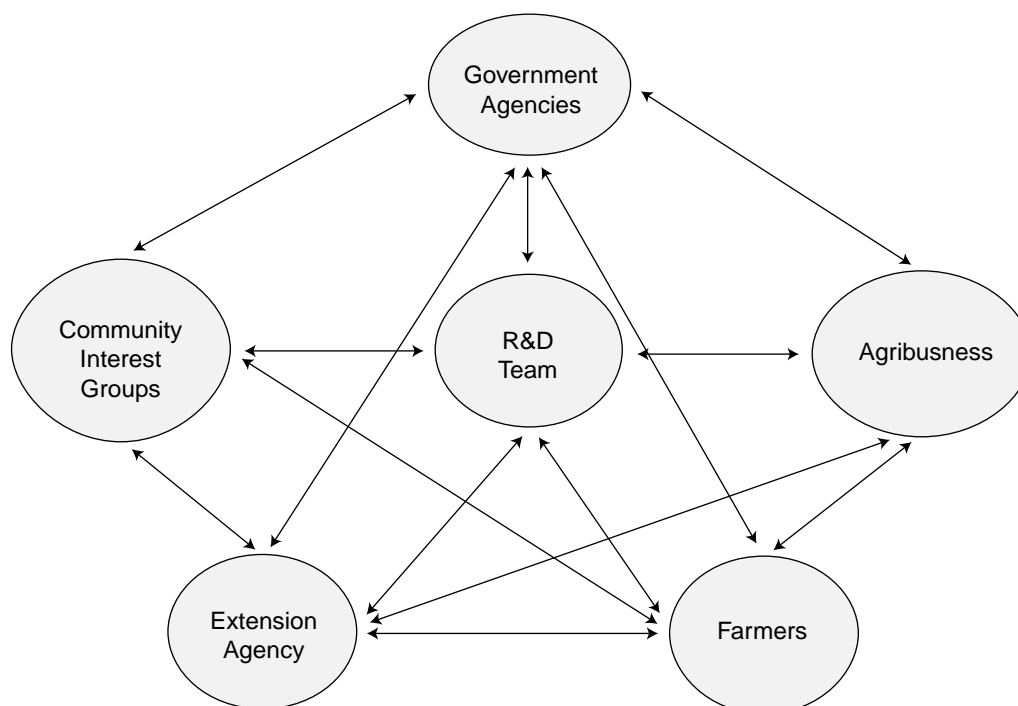 Government
Agencies
Community
Interest
Groups
R&D
Team
Agribusness
Extension
Agency
Farmers